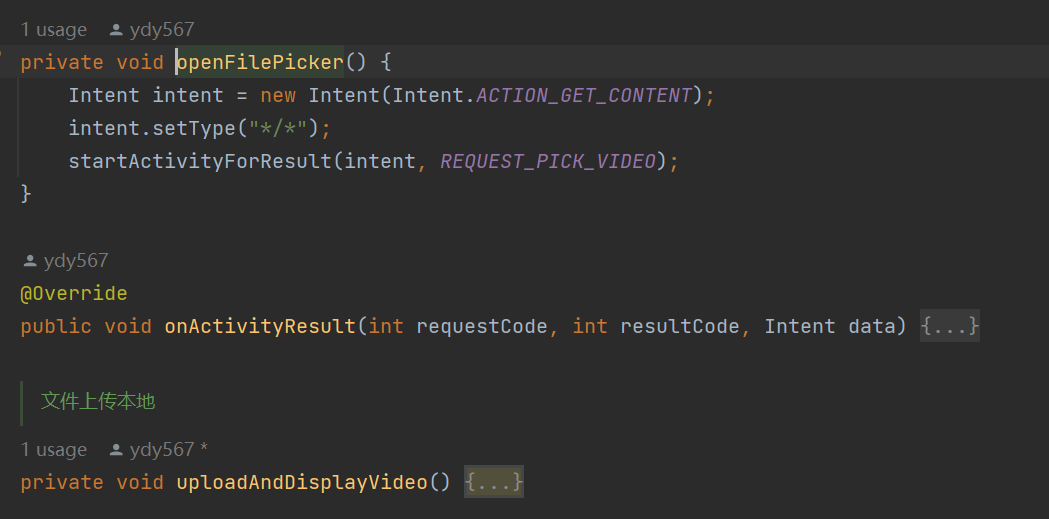 1 usage ydy567
private void openFilePicker() {
Intent intent = new Intent(Intent.ACTION_GET_CONTENT);
intent.setType("*/*");
startActivityForResult(intent, REQUEST_PICK_VIDEO);
}
ydy567
@Override
public void onActivityResult(int requestCode, int resultCode, Intent data) {...}
文件上传本地
1 usage ydy567 *
private void uploadAndDisplayVideo() {...}